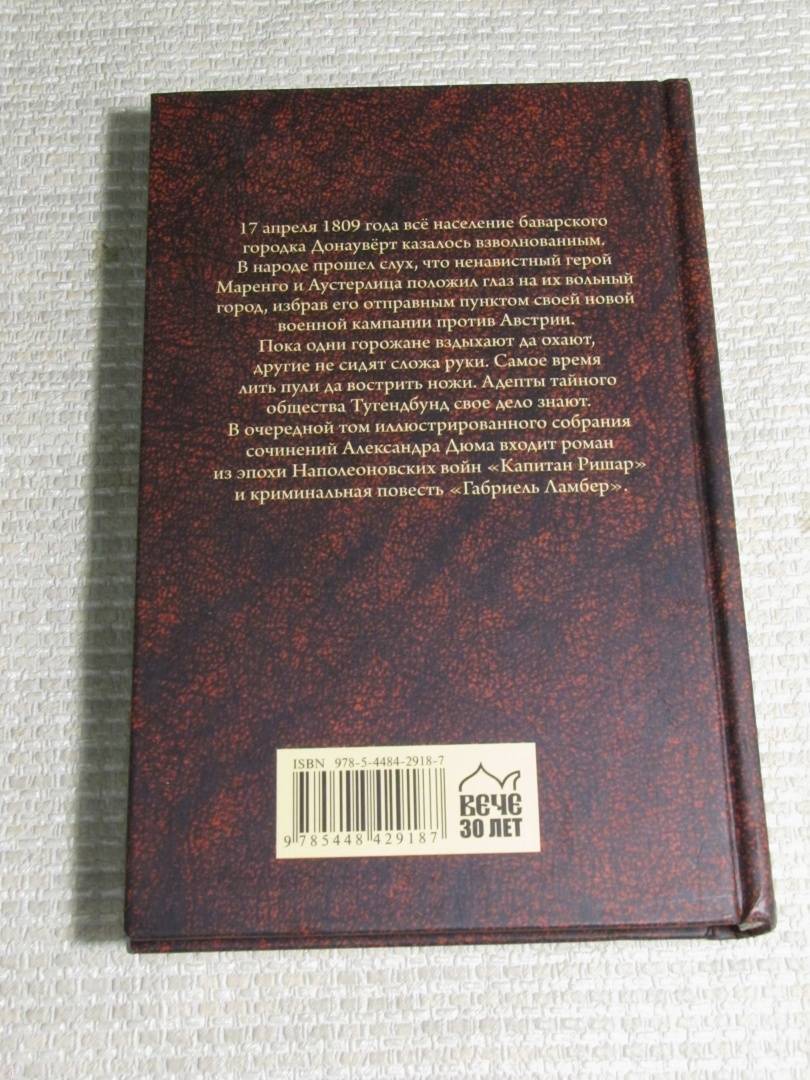 17 апреля 1809 года всё население баварского
городка Донаувёрт казалось взволнованным.
В народе прошел слух, что ненавистный герой
Маренго и Аустерлица положил глаз на их вольный
город, избрав его отправным пунктом своей новой
военной кампании против Австрии.
Пока одни горожане вздыхают да охают,
другие не сидят сложа руки. Самое время
лить пули да вострить ножи. Адепты тайного
общества Тугендбунд свое дело знают.
В очередной том иллюстрированного собрания
сочинений Александра Дюма входит роман
из эпохи Наполеоновских войн «Капитан Ришар»
и криминальная повесть «Габриель Ламбер».
ISBN 978-5-4484-2918-7
9 785448 429187
ВЕЧЕ
30 ЛЕТ